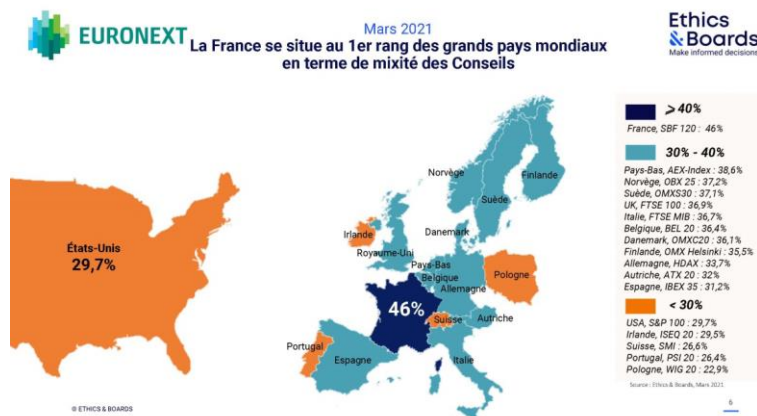 EURONEXT
Mars 2021
La France se situe au 1er rang des grands pays mondiaux
en terme de mixité des Conseils
Ethics
& Boards
Make informed decisions
États-Unis
29,7%
Norvège
Finlande
Suède
Danemark
Irlande
Royaume-Uni
Pays-Bas
Belgique
Allemagne
Pologne
46%
Suisse
Autriche
Portugal
Espagne
Italie
⩾ 40%
France, SBF 120 : 46%
30% - 40%
Pays-Bas, AEX-Index : 38,6%
Norvège, OBX 25 : 37,2%
Suède, OMXS30 : 37,1%
UK, FTSE 100 : 36,9%
Italie, FTSE MIB : 36,7%
Belgique, BEL 20 : 36,4%
Danemark, OMXC20 : 36,1%
Finlande, OMX Helsinki : 35,5%
Allemagne, HDAX : 33,7%
Autriche, ATX 20 : 32%
Espagne, IBEX 35 : 31,2%
< 30%
USA, S&P 100 : 29,7%
Irlande, ISEQ 20 : 29,5%
Suisse, SMI : 26,6%
Portugal, PSI 20 : 26,4%
Pologne, WIG 20 : 22,9%
Source : Ethics & Boards, Mars 2021
© ETHICS & BOARDS
6